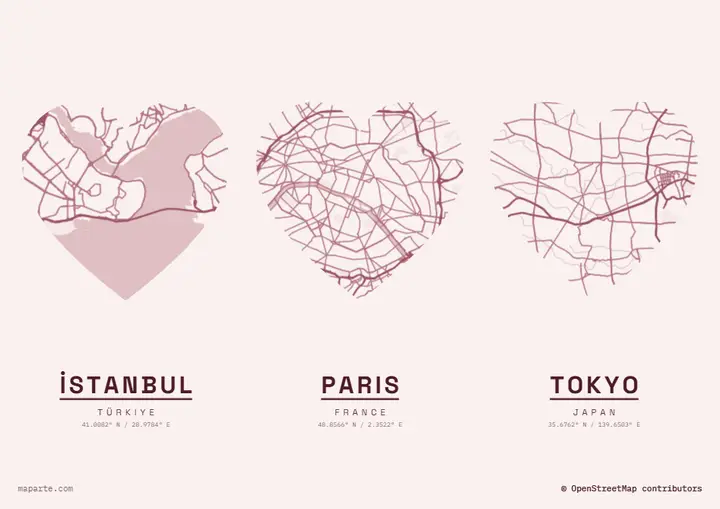 İSTANBUL
TÜRKIYE
41.0082° N / 28.9784° E
PARIS
FRANCE
48.8566° N / 2.3522° E
TOKYO
JAPAN
35.6762° N / 139.6503° E
maparte.com
© OpenStreetMap contributors